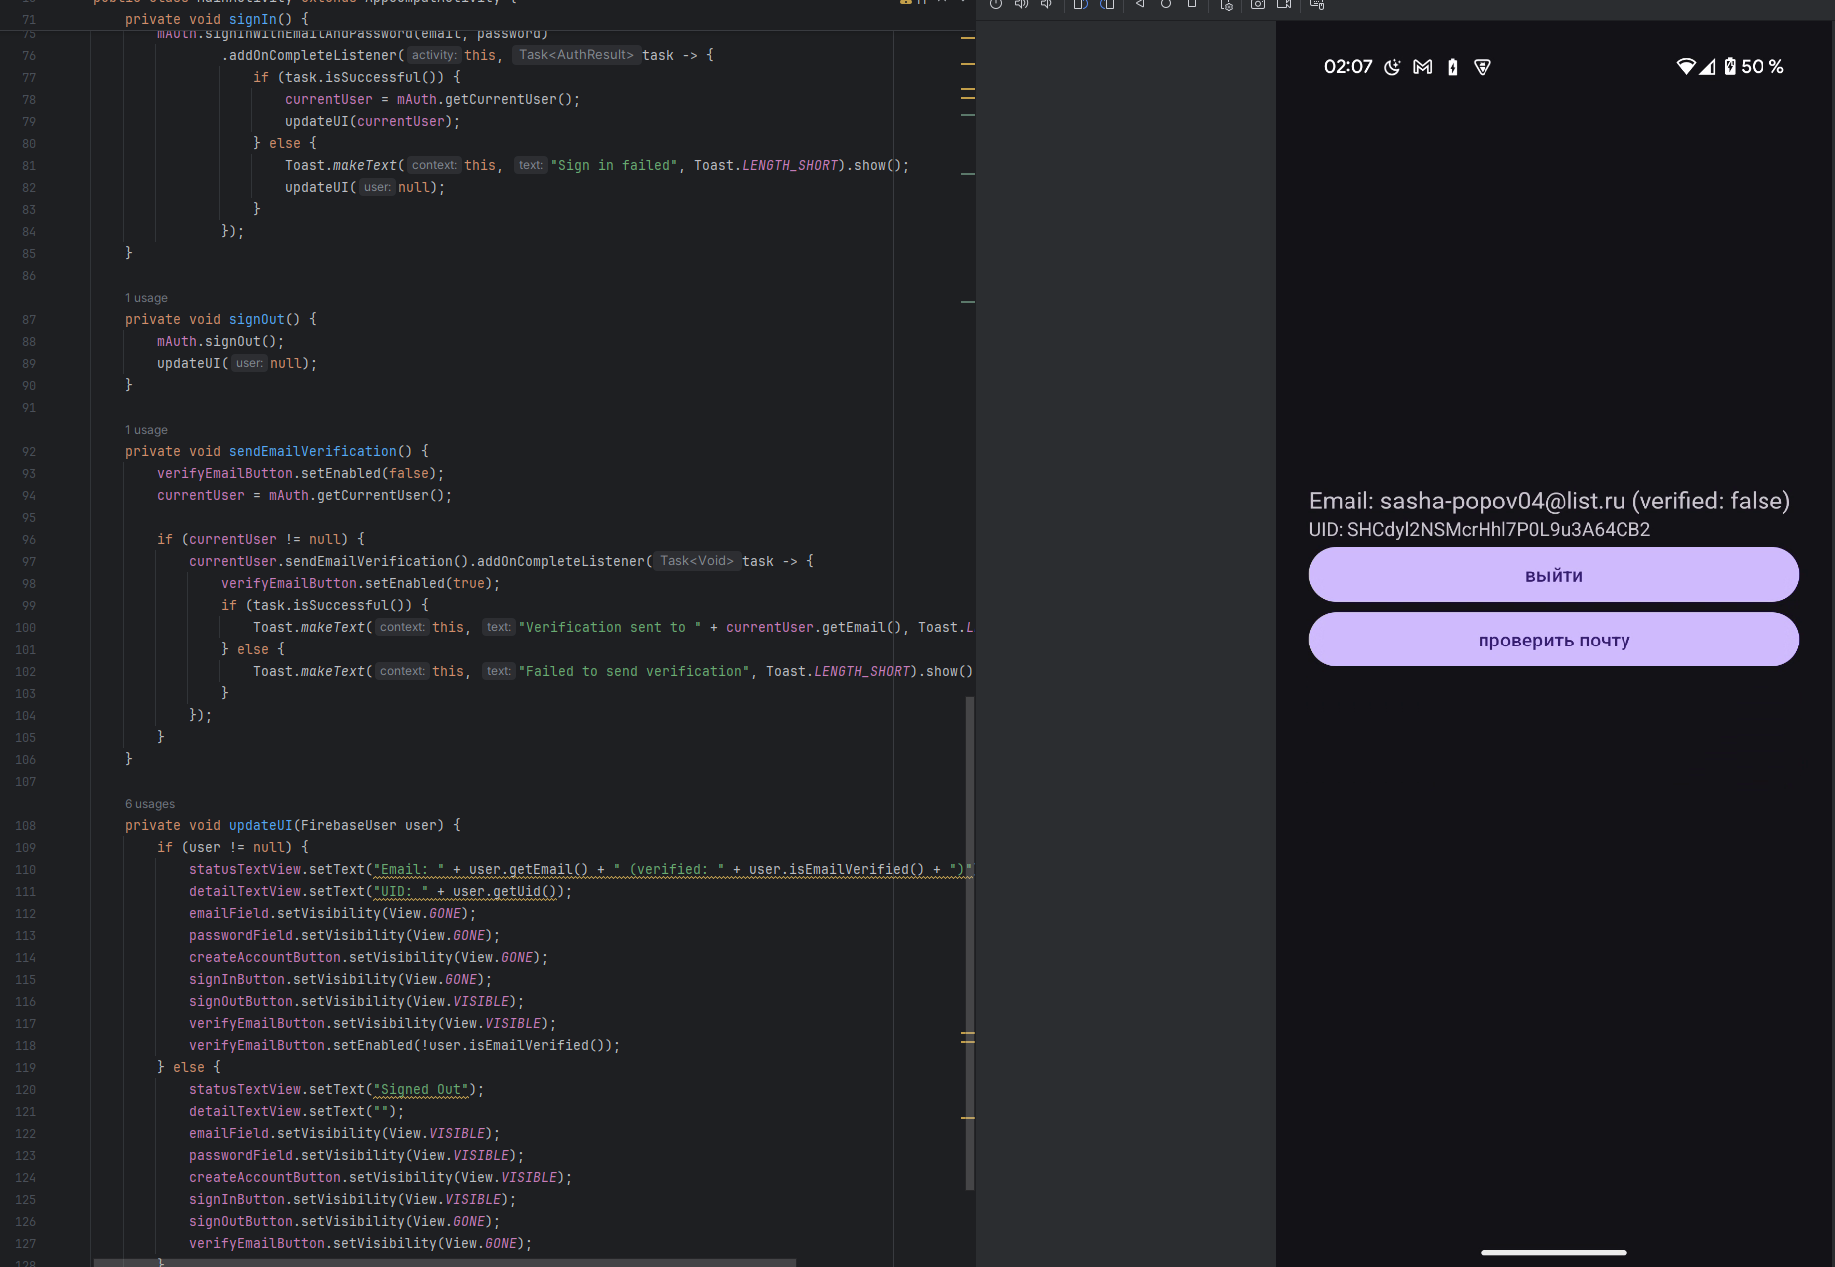 public class MainActivity extends AppCompatActivity {
71 private void signIn() {
75 mAuth.signInWithEmailAndPassword(email, password)
76 .addOnCompleteListener( activity: this, Task<AuthResult> task -> {
77 if (task.isSuccessful()) {
78 currentUser = mAuth.getCurrentUser();
79 updateUI(currentUser);
80 } else {
81 Toast.makeText( context: this, text: "Sign in failed", Toast.LENGTH_SHORT).show();
82 updateUI( user: null);
83 }
84 });
85 }
86
1 usage
87 private void signOut() {
88 mAuth.signOut();
89 updateUI( user: null);
90 }
91
1 usage
92 private void sendEmailVerification() {
93 verifyEmailButton.setEnabled(false);
94 currentUser = mAuth.getCurrentUser();
95
96 if (currentUser != null) {
97 currentUser.sendEmailVerification().addOnCompleteListener( Task<Void> task -> {
98 verifyEmailButton.setEnabled(true);
99 if (task.isSuccessful()) {
100 Toast.makeText( context: this, text: "Verification sent to " + currentUser.getEmail(), Toast.L
101 } else {
102 Toast.makeText( context: this, text: "Failed to send verification", Toast.LENGTH_SHORT).show()
103 }
104 });
105 }
106 }
107
6 usages
108 private void updateUI(FirebaseUser user) {
109 if (user != null) {
110 statusTextView.setText("Email: " + user.getEmail() + " (verified: " + user.isEmailVerified() + ")"
111 detailTextView.setText("UID: " + user.getUid());
112 emailField.setVisibility(View.GONE);
113 passwordField.setVisibility(View.GONE);
114 createAccountButton.setVisibility(View.GONE);
115 signInButton.setVisibility(View.GONE);
116 signOutButton.setVisibility(View.VISIBLE);
117 verifyEmailButton.setVisibility(View.VISIBLE);
118 verifyEmailButton.setEnabled(!user.isEmailVerified());
119 } else {
120 statusTextView.setText("Signed Out");
121 detailTextView.setText("");
122 emailField.setVisibility(View.VISIBLE);
123 passwordField.setVisibility(View.VISIBLE);
124 createAccountButton.setVisibility(View.VISIBLE);
125 signInButton.setVisibility(View.VISIBLE);
126 signOutButton.setVisibility(View.GONE);
127 verifyEmailButton.setVisibility(View.GONE);
128 }
02:07 50 %
Email: sasha-popov04@list.ru (verified: false)
UID: SHCdyl2NSMcrHhl7P0L9u3A64CB2
выйти
проверить почту